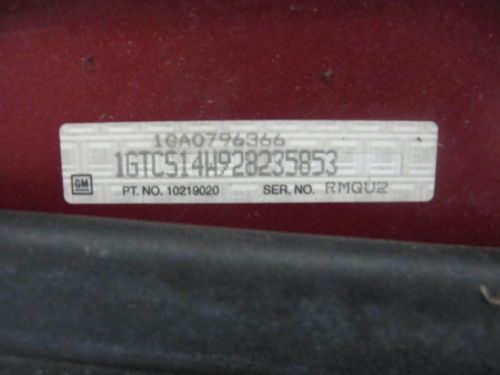 1GA0796366
1GTCS14W928235853
GM PT. NO. 10219020 SER. NO. RMQU2